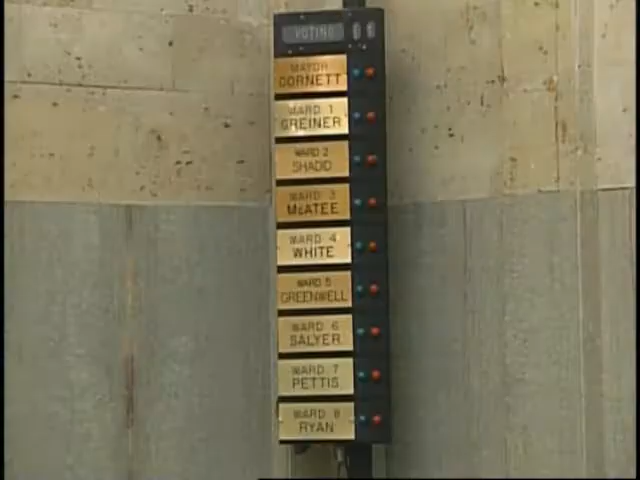 VOTING
MAYOR
CORNETT
WARD 1
GREINER
WARD 2
SHADID
WARD 3
McATEE
WARD 4
WHITE
WARD 5
GREENWELL
WARD 6
SALYER
WARD 7
PETTIS
WARD 8
RYAN